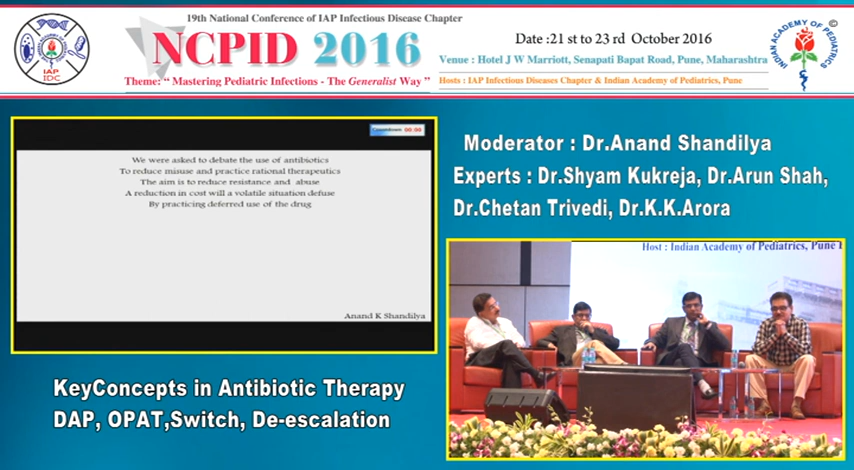 19th National Conference of IAP Infectious Disease Chapter
NCPID 2016
Theme: “ Mastering Pediatric Infections - The Generalist Way ”
IAP
IDC
Date :21 st to 23 rd October 2016
Venue : Hotel J W Marriott, Senapati Bapat Road, Pune, Maharashtra
Hosts : IAP Infectious Diseases Chapter & Indian Academy of Pediatrics, Pune
INDIAN ACADEMY OF PEDIATRICS
©
Countdown 00:00
We were asked to debate the use of antibiotics
To reduce misuse and practice rational therapeutics
The aim is to reduce resistance and abuse
A reduction in cost will a volatile situation defuse
By practicing deferred use of the drug
Anand K Shandilya
Moderator : Dr.Anand Shandilya
Experts : Dr.Shyam Kukreja, Dr.Arun Shah,
Dr.Chetan Trivedi, Dr.K.K.Arora
Host : Indian Academy of Pediatrics, Pune
KeyConcepts in Antibiotic Therapy
DAP, OPAT,Switch, De-escalation